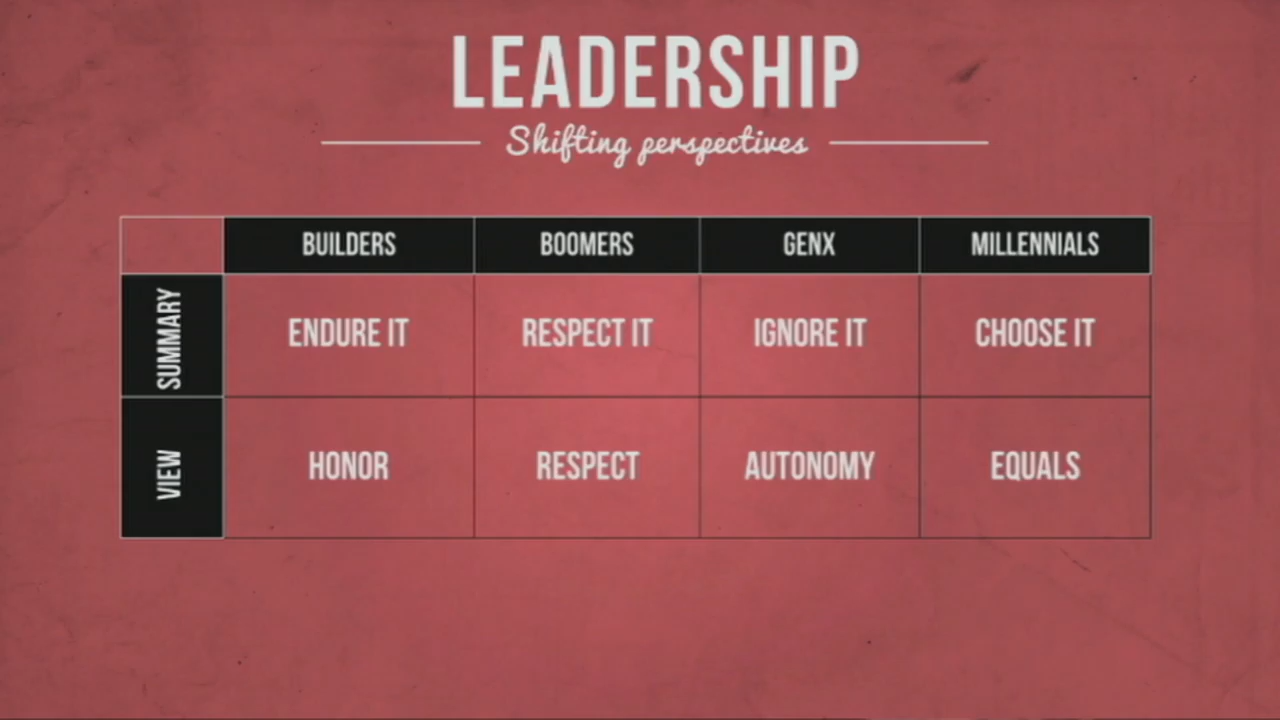 LEADERSHIP
Shifting perspectives
BUILDERS BOOMERS GENX MILLENNIALS
SUMMARY ENDURE IT RESPECT IT IGNORE IT CHOOSE IT
VIEW HONOR RESPECT AUTONOMY EQUALS